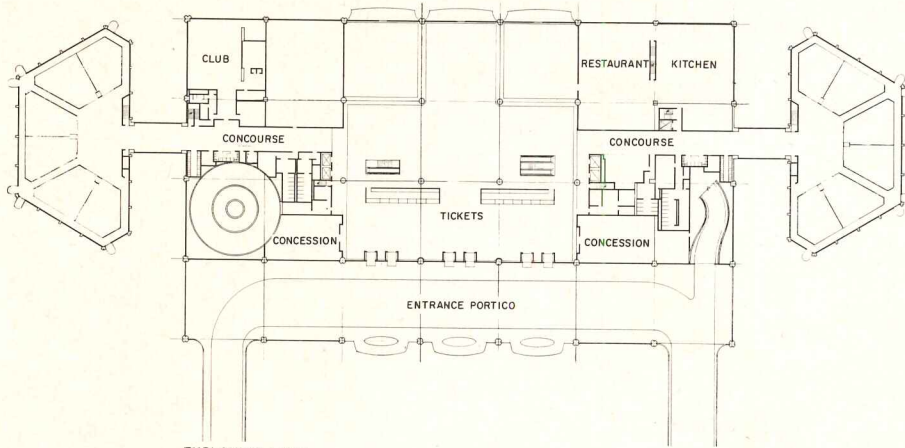 CLUB
RESTAURANT
KITCHEN
CONCOURSE
CONCOURSE
TICKETS
CONCESSION
CONCESSION
ENTRANCE PORTICO